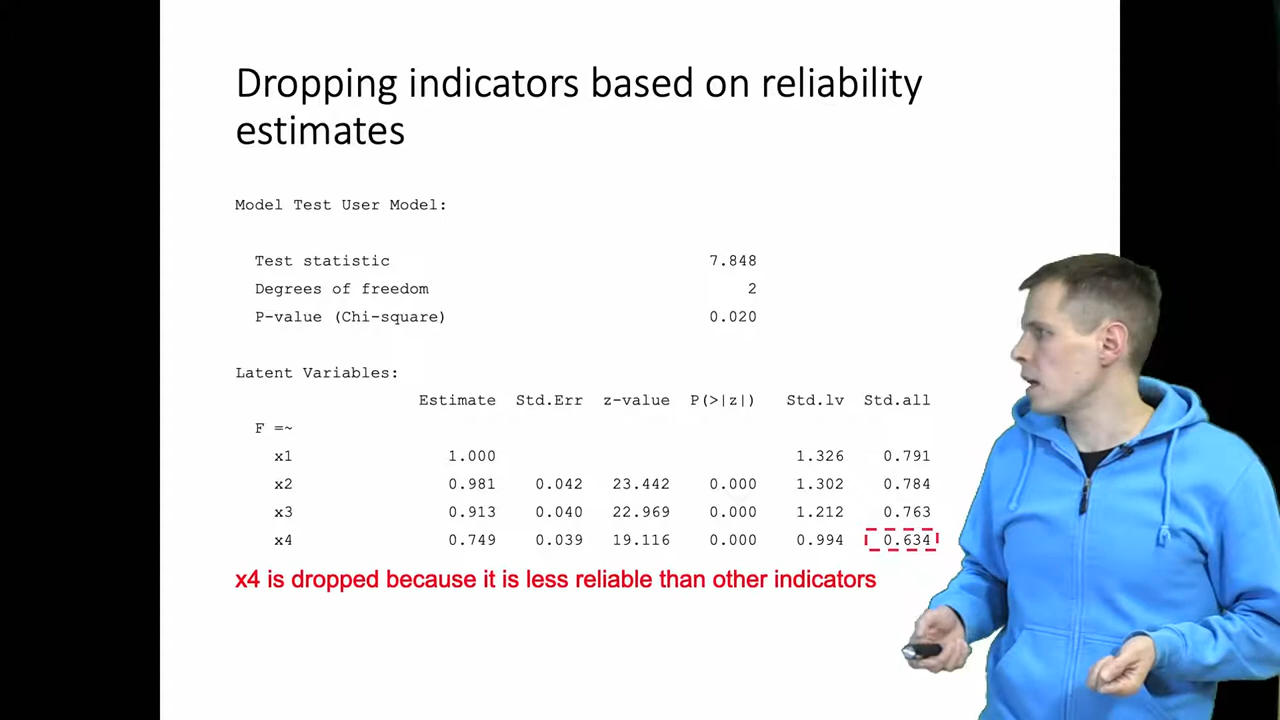 Dropping indicators based on reliability
estimates
Model Test User Model:
Test statistic 7.848
Degrees of freedom 2
P-value (Chi-square) 0.020
Latent Variables:
Estimate Std.Err z-value P(>|z|) Std.lv Std.all
F =~
x1 1.000 1.326 0.791
x2 0.981 0.042 23.442 0.000 1.302 0.784
x3 0.913 0.040 22.969 0.000 1.212 0.763
x4 0.749 0.039 19.116 0.000 0.994 0.634
x4 is dropped because it is less reliable than other indicators